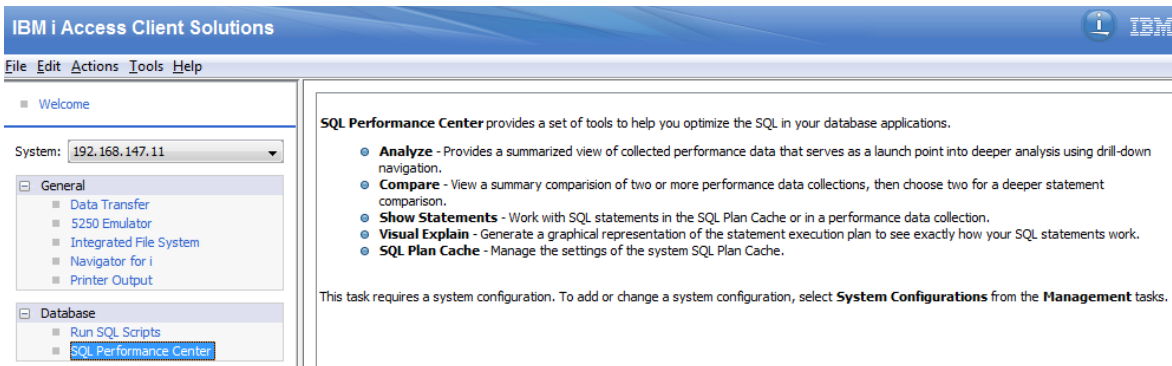 IBM i Access Client Solutions
i IBM
File Edit Actions Tools Help
Welcome
System: 192.168.147.11
General
Data Transfer
5250 Emulator
Integrated File System
Navigator for i
Printer Output
Database
Run SQL Scripts
SQL Performance Center
SQL Performance Center provides a set of tools to help you optimize the SQL in your database applications.
Analyze - Provides a summarized view of collected performance data that serves as a launch point into deeper analysis using drill-down
navigation.
Compare - View a summary comparision of two or more performance data collections, then choose two for a deeper statement
comparison.
Show Statements - Work with SQL statements in the SQL Plan Cache or in a performance data collection.
Visual Explain - Generate a graphical representation of the statement execution plan to see exactly how your SQL statements work.
SQL Plan Cache - Manage the settings of the system SQL Plan Cache.
This task requires a system configuration. To add or change a system configuration, select System Configurations from the Management tasks.